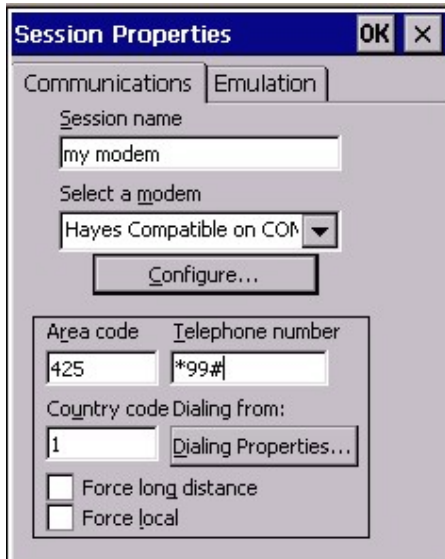 Session Properties OK ×
Communications Emulation
Session name
my modem
Select a modem
Hayes Compatible on COM
Configure...
Area code Telephone number
425 *99#
Country code Dialing from:
1 Dialing Properties...
Force long distance
Force local